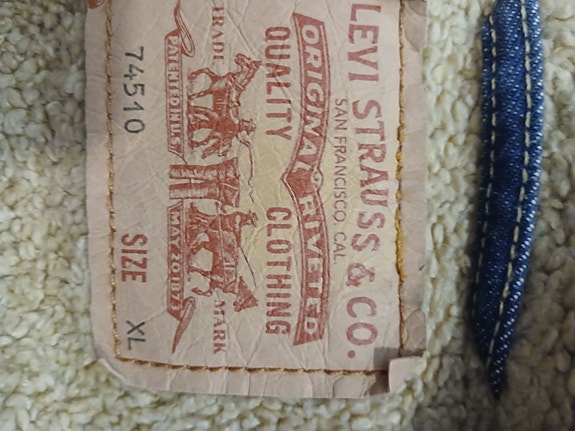 LEVI STRAUSS & CO.
SAN FRANCISCO, CAL.
ORIGINAL RIVETED
QUALITY CLOTHING
TRADE MARK
PATENTED IN U.S. MAY 20 1873
74510 SIZE XL